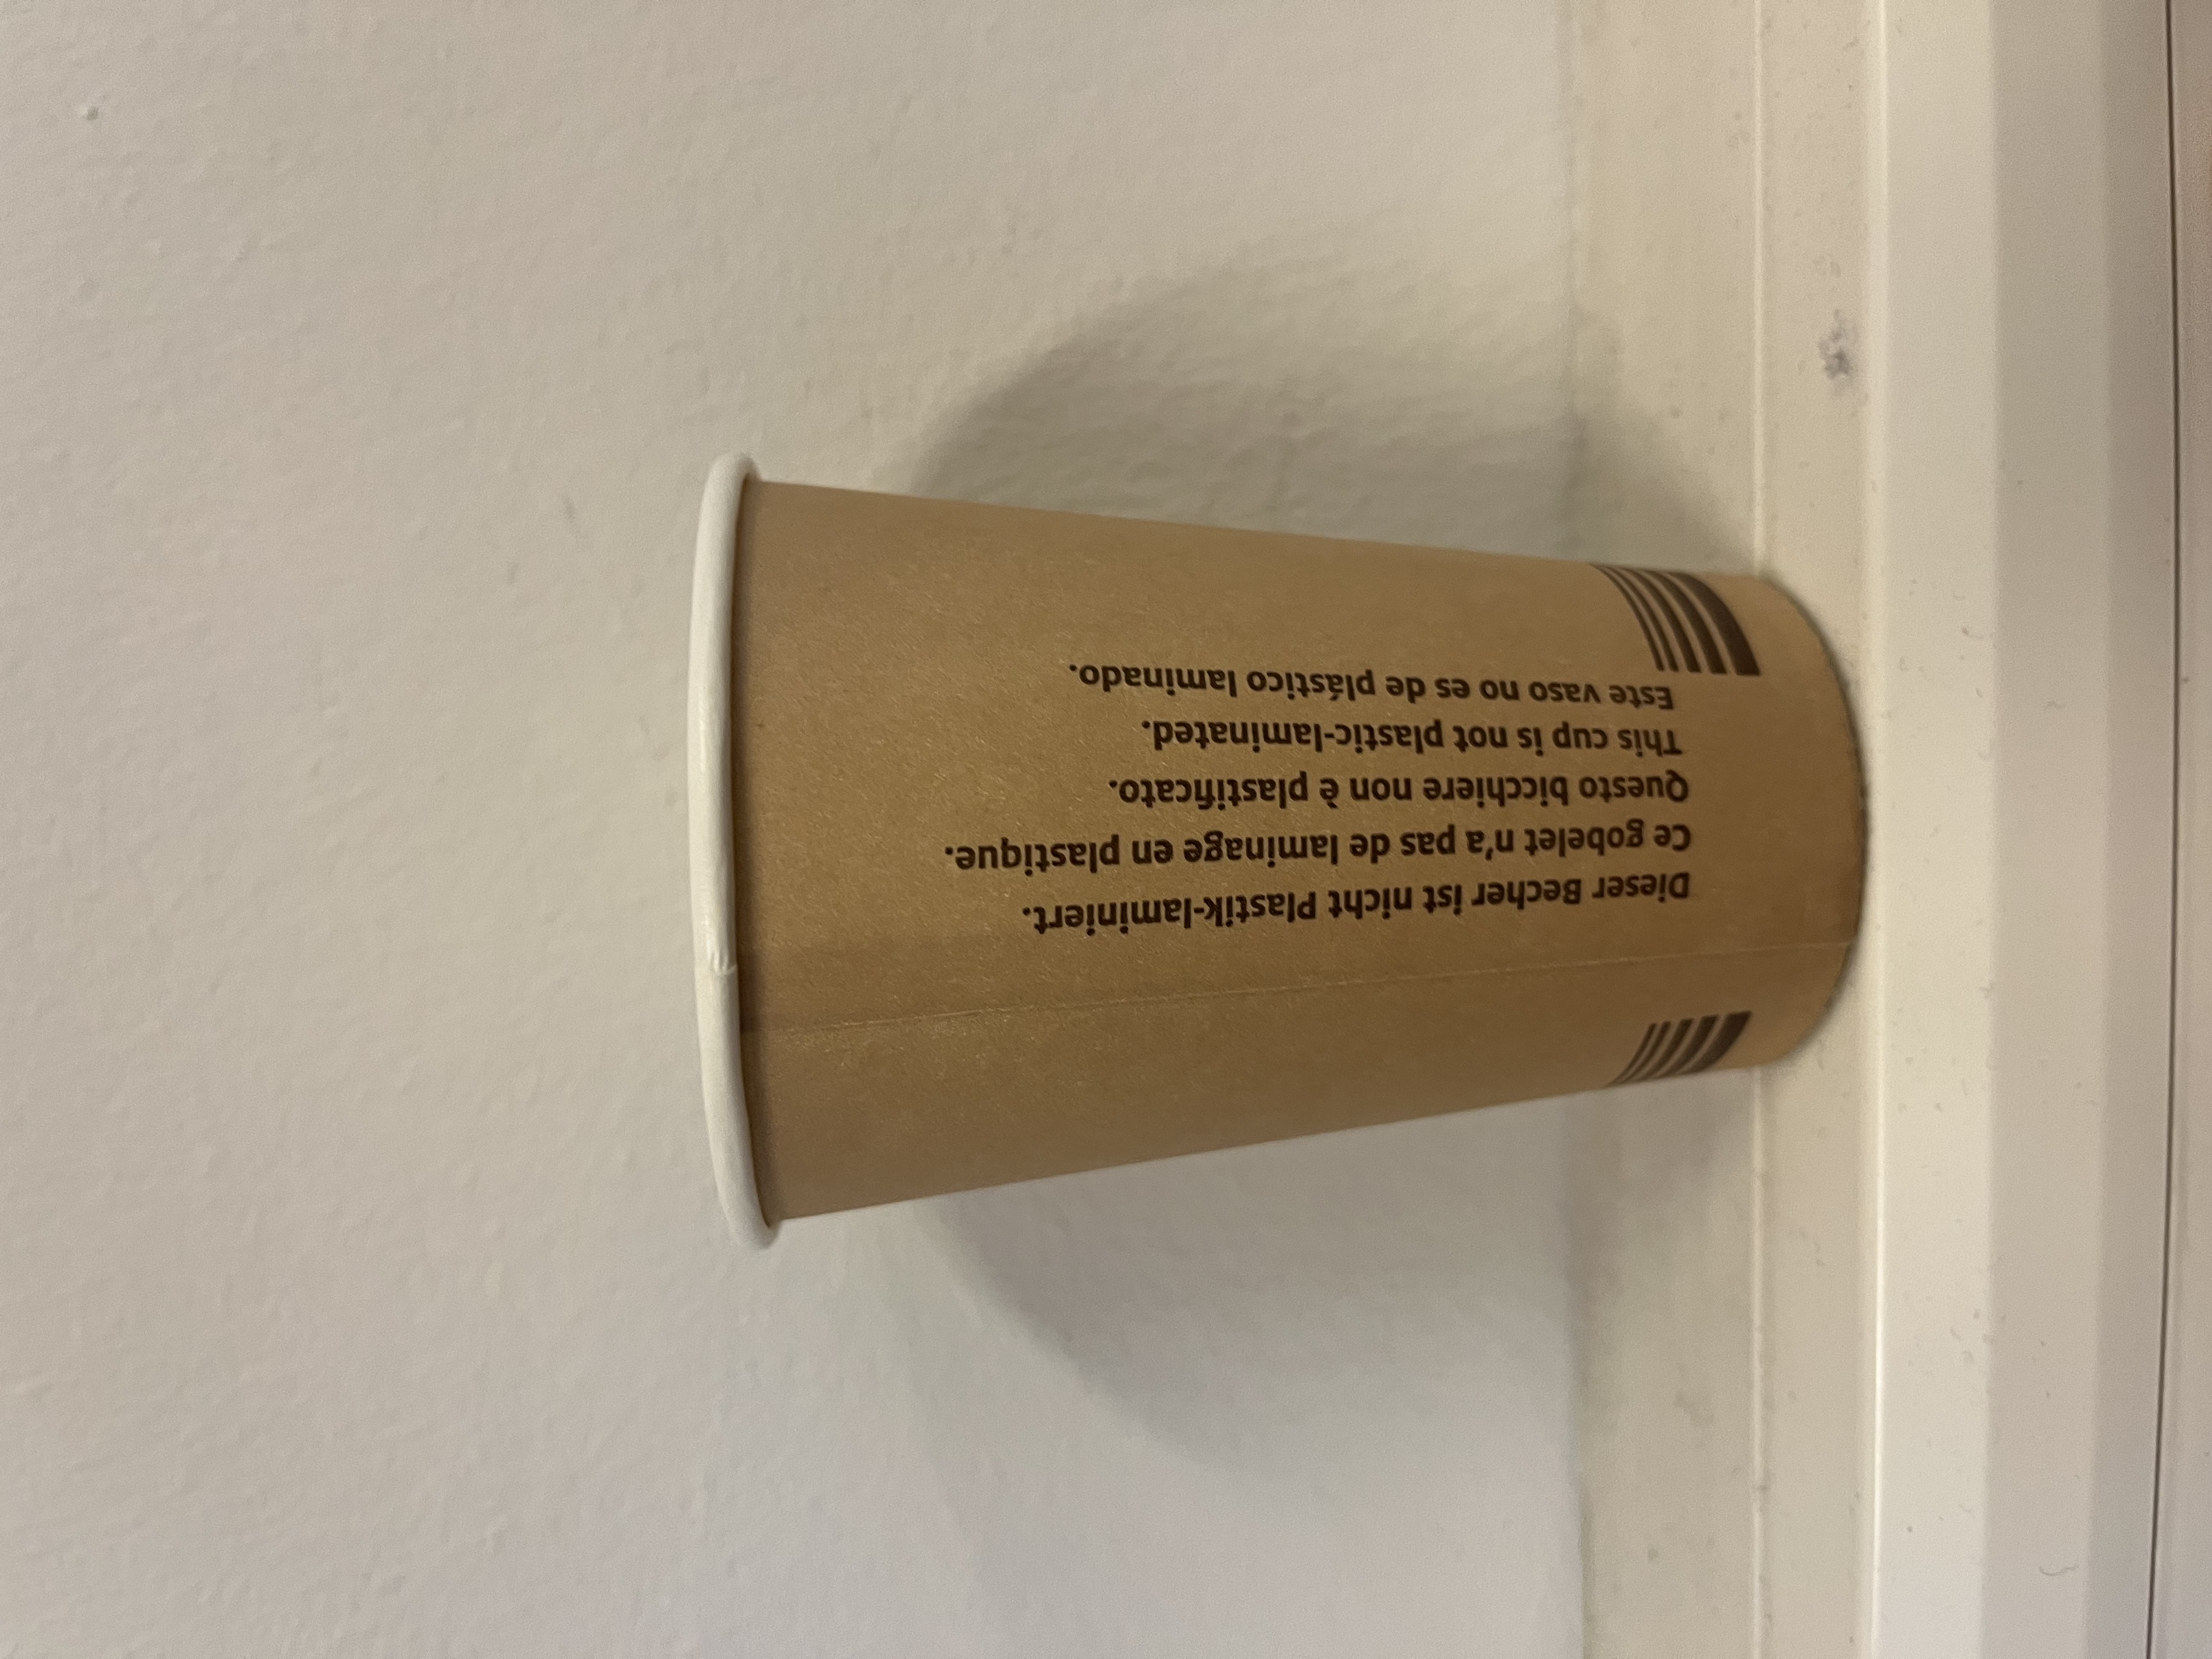 Dieser Becher ist nicht Plastik-laminiert.
Ce gobelet n'a pas de laminage en plastique.
Questo bicchiere non è plastificato.
This cup is not plastic-laminated.
Este vaso no es de plástico laminado.